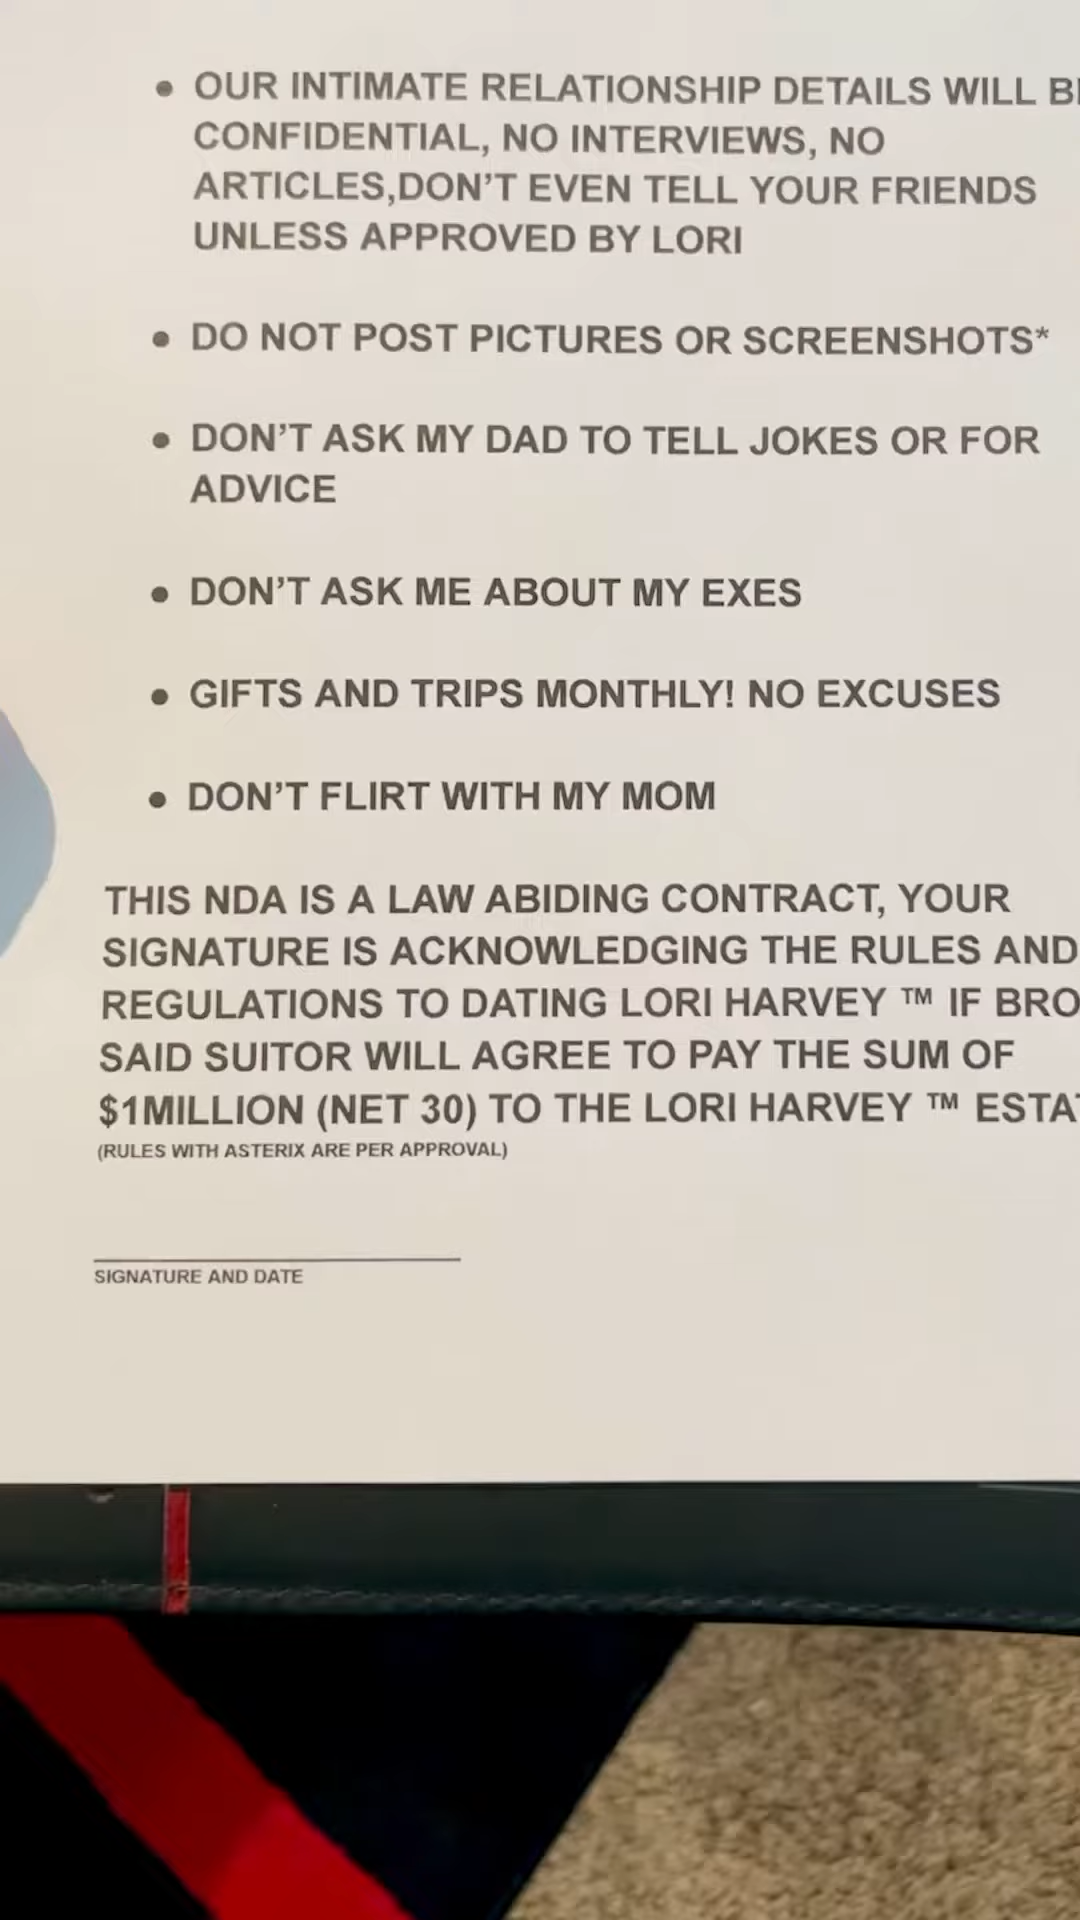 • OUR INTIMATE RELATIONSHIP DETAILS WILL
CONFIDENTIAL, NO INTERVIEWS, NO
ARTICLES,DON'T EVEN TELL YOUR FRIENDS
UNLESS APPROVED BY LORI
• DO NOT POST PICTURES OR SCREENSHOTS*
• DON'T ASK MY DAD TO TELL JOKES OR FOR
ADVICE
• DON'T ASK ME ABOUT MY EXES
• GIFTS AND TRIPS MONTHLY! NO EXCUSES
• DON'T FLIRT WITH MY MOM
THIS NDA IS A LAW ABIDING CONTRACT, YOUR
SIGNATURE IS ACKNOWLEDGING THE RULES AND
REGULATIONS TO DATING LORI HARVEY ™ IF BRO
SAID SUITOR WILL AGREE TO PAY THE SUM OF
$1MILLION (NET 30) TO THE LORI HARVEY ™ ESTA
(RULES WITH ASTERIX ARE PER APPROVAL)
SIGNATURE AND DATE